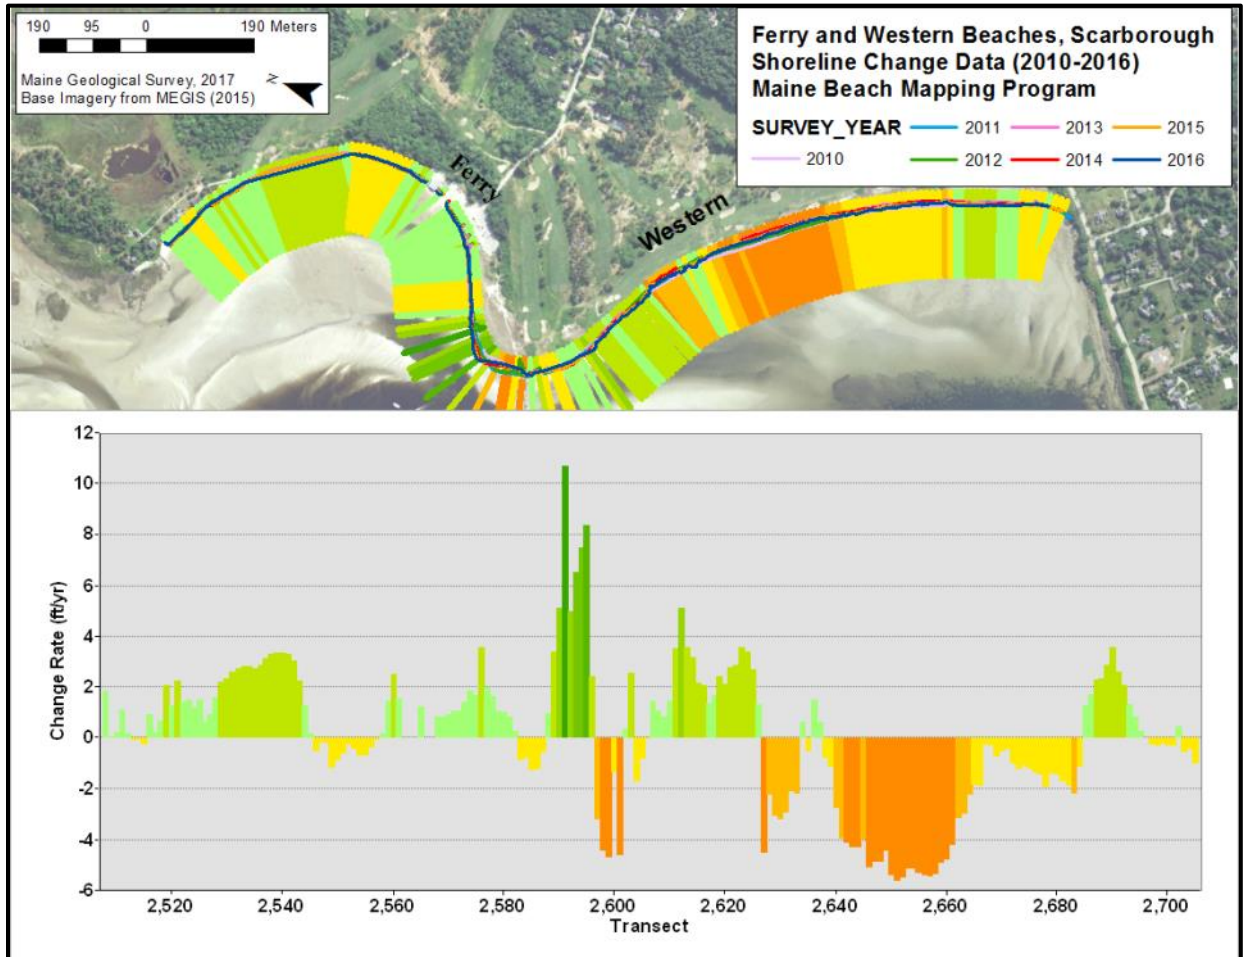 190 95 0 190 Meters
Maine Geological Survey, 2017
Base Imagery from MEGIS (2015)
N
Ferry and Western Beaches, Scarborough
Shoreline Change Data (2010-2016)
Maine Beach Mapping Program
SURVEY_YEAR 2011 2013 2015
2010 2012 2014 2016
Ferry
Western
12
10
8
6
4
2
0
-2
-4
-6
Change Rate (ft/yr)
2,520 2,540 2,560 2,580 2,600 2,620 2,640 2,660 2,680 2,700
Transect